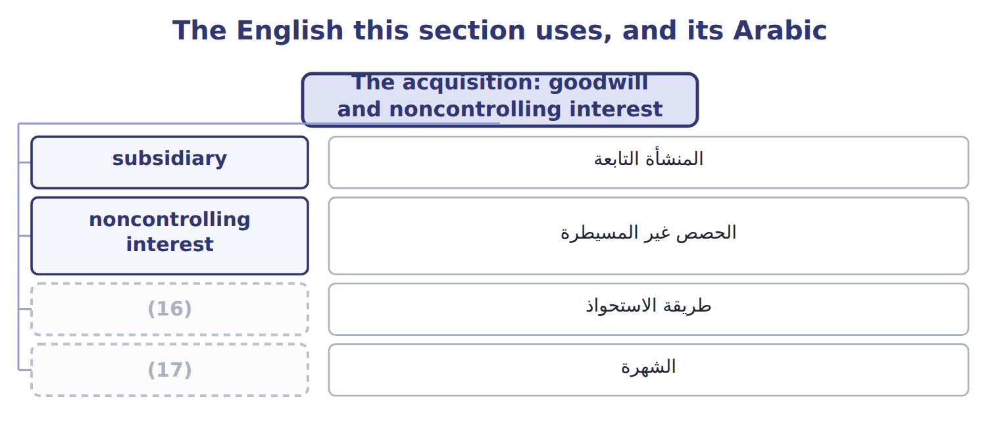 The English this section uses, and its Arabic
The acquisition: goodwill
and noncontrolling interest
subsidiary
المنشأة التابعة
noncontrolling
interest
الحصص غير المسيطرة
(16)
طريقة الاستحواذ
(17)
الشهرة